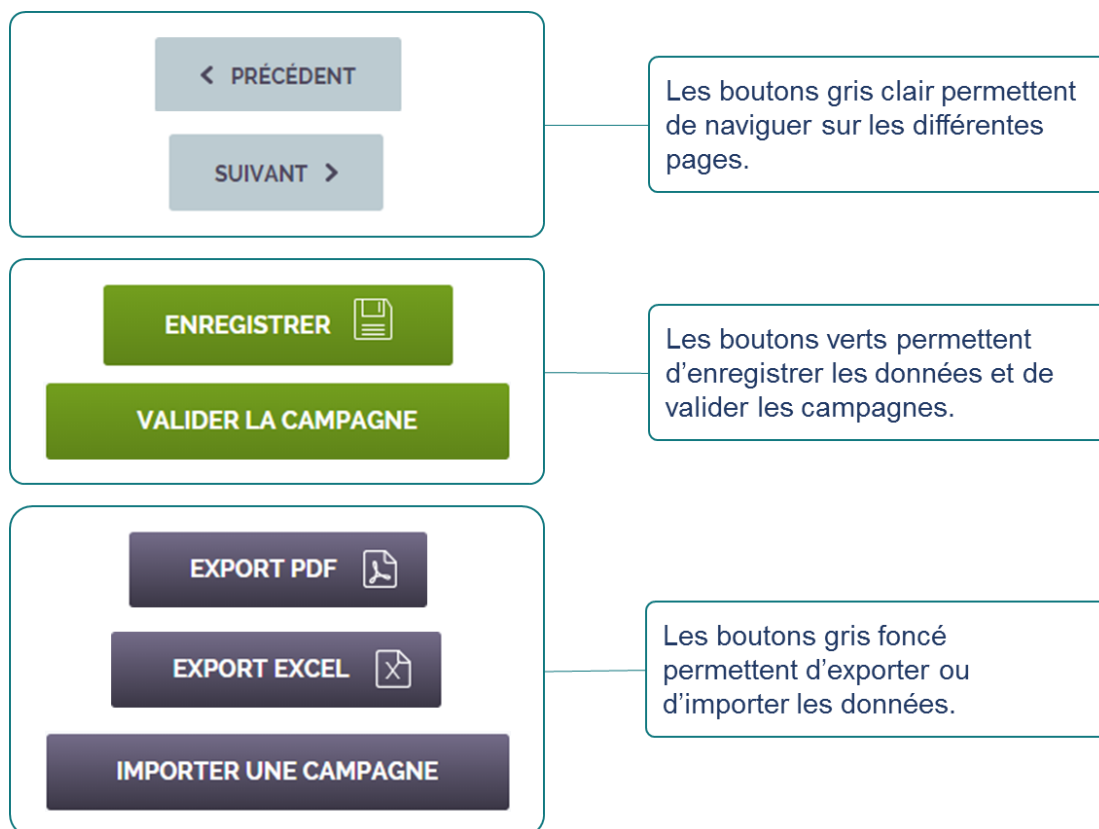 PRÉCÉDENT
SUIVANT
Les boutons gris clair permettent
de naviguer sur les différentes
pages.
ENREGISTRER
VALIDER LA CAMPAGNE
Les boutons verts permettent
d’enregistrer les données et de
valider les campagnes.
EXPORT PDF
EXPORT EXCEL
IMPORTER UNE CAMPAGNE
Les boutons gris foncé
permettent d’exporter ou
d’importer les données.